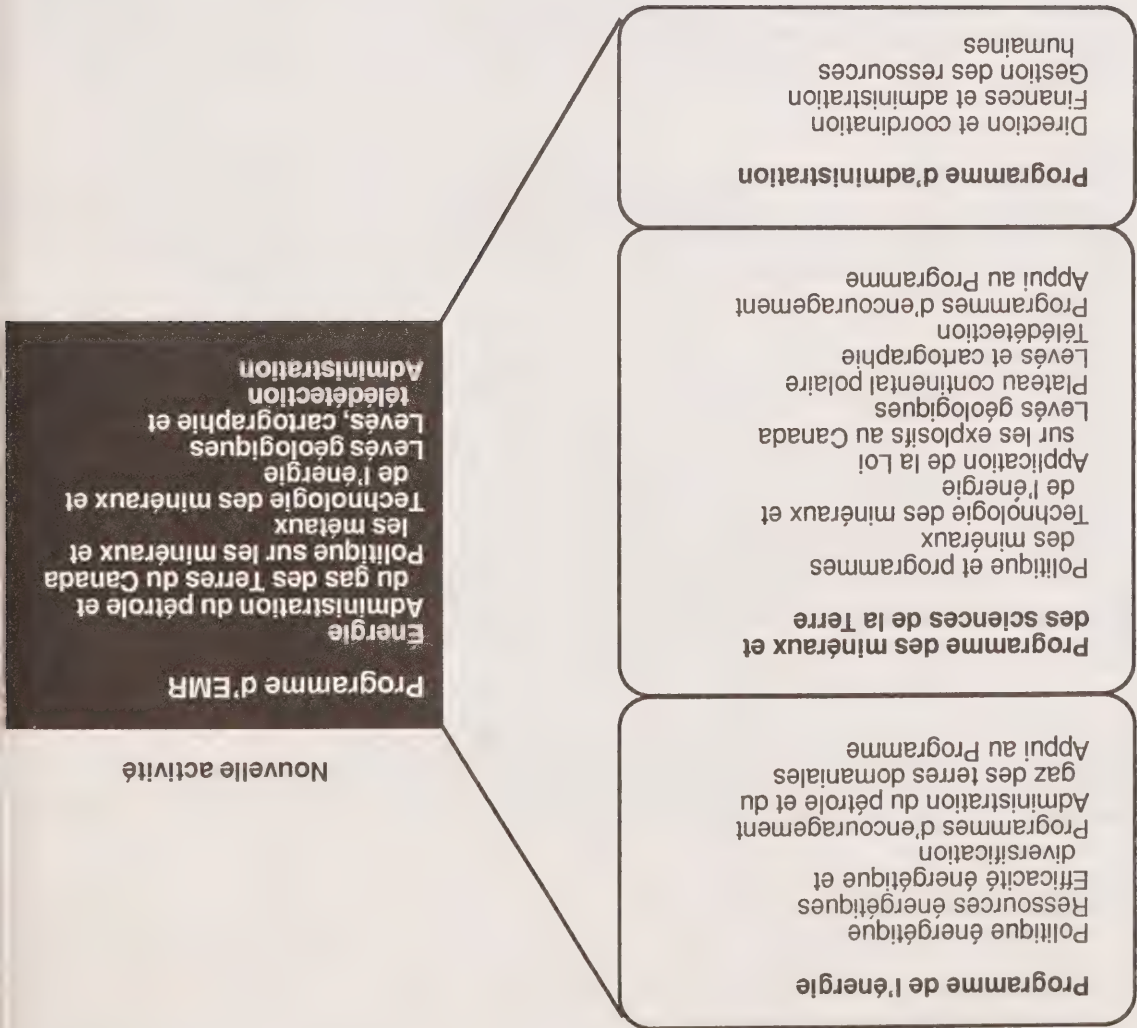 Programme de l'énergie
Politique énergétique
Ressources énergétiques
Efficacité énergétique et
diversification
Programmes d'encouragement
Administration du pétrole et du
gaz des terres domaniales
Appui au Programme
Programme des minéraux et
des sciences de la Terre
Politique et programmes
des minéraux
Technologie des minéraux et
de l'énergie
Application de la Loi
sur les explosifs au Canada
Levés géologiques
Plateau continental polaire
Levés et cartographie
Télédétection
Programmes d'encouragement
Appui au Programme
Programme d'administration
Direction et coordination
Finances et administration
Gestion des ressources
humaines
Nouvelle activité
Programme d'EMR
Énergie
Administration du pétrole et
du gas des Terres du Canada
Politique sur les minéraux et
les métaux
Technologie des minéraux et
de l'énergie
Levés géologiques
Levés, cartographie et
télédétection
Administration